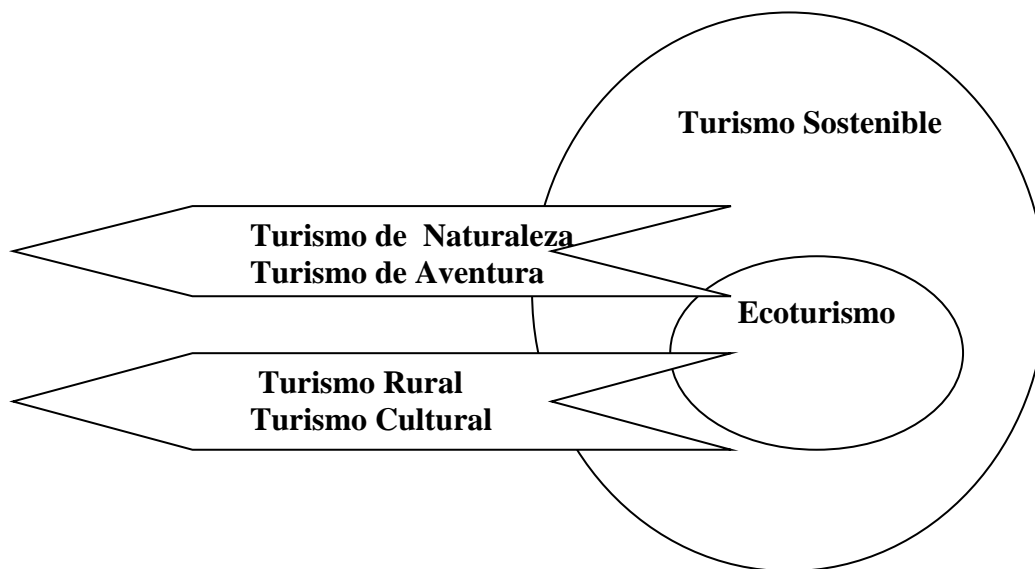 Turismo Sostenible
Turismo de  Naturaleza
Turismo de Aventura
Ecoturismo
Turismo Rural
Turismo Cultural